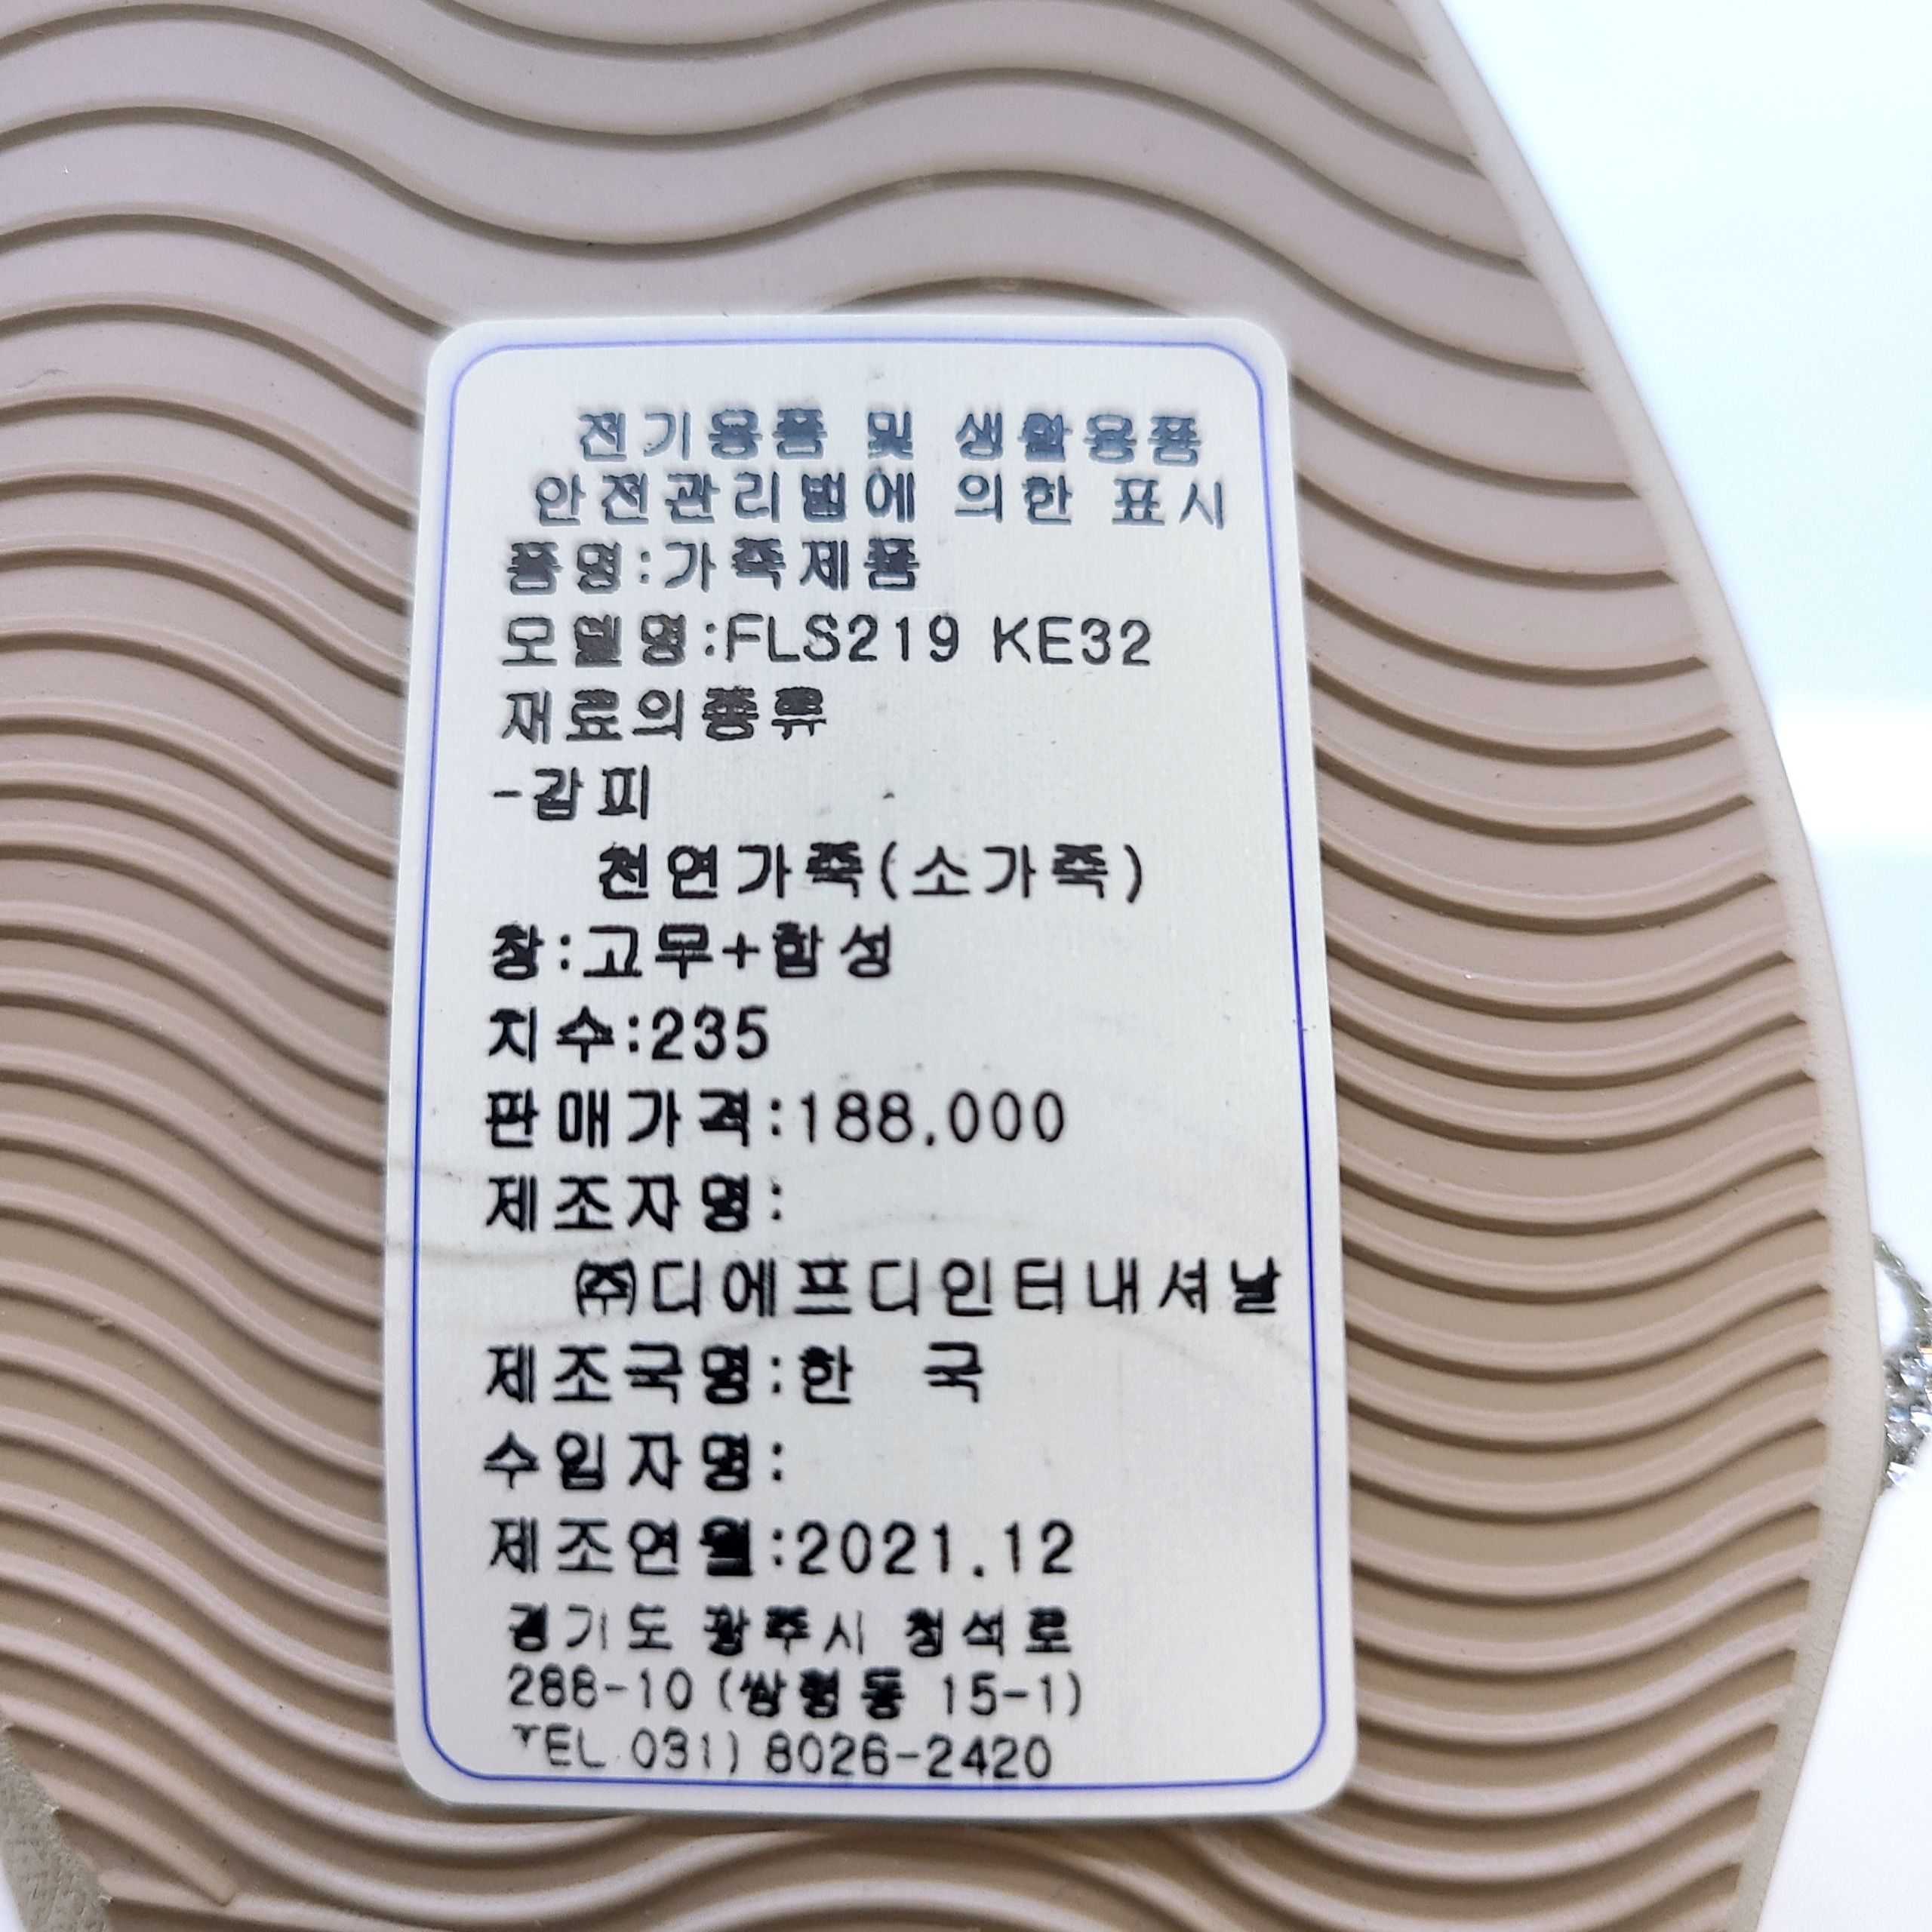 전기용품 및 생활용품
안전관리법에 의한 표시
품명:가죽제품
모델명:FLS219 KE32
재료의종류
-갑피
천연가죽(소가죽)
창:고무+합성
치수:235
판매가격:188,000
제조자명:
㈜디에프디인터내셔날
제조국명:한 국
수입자명:
제조연월:2021.12
경기도 광주시 청석로
288-10 (쌍령동 15-1)
TEL 031) 8026-2420